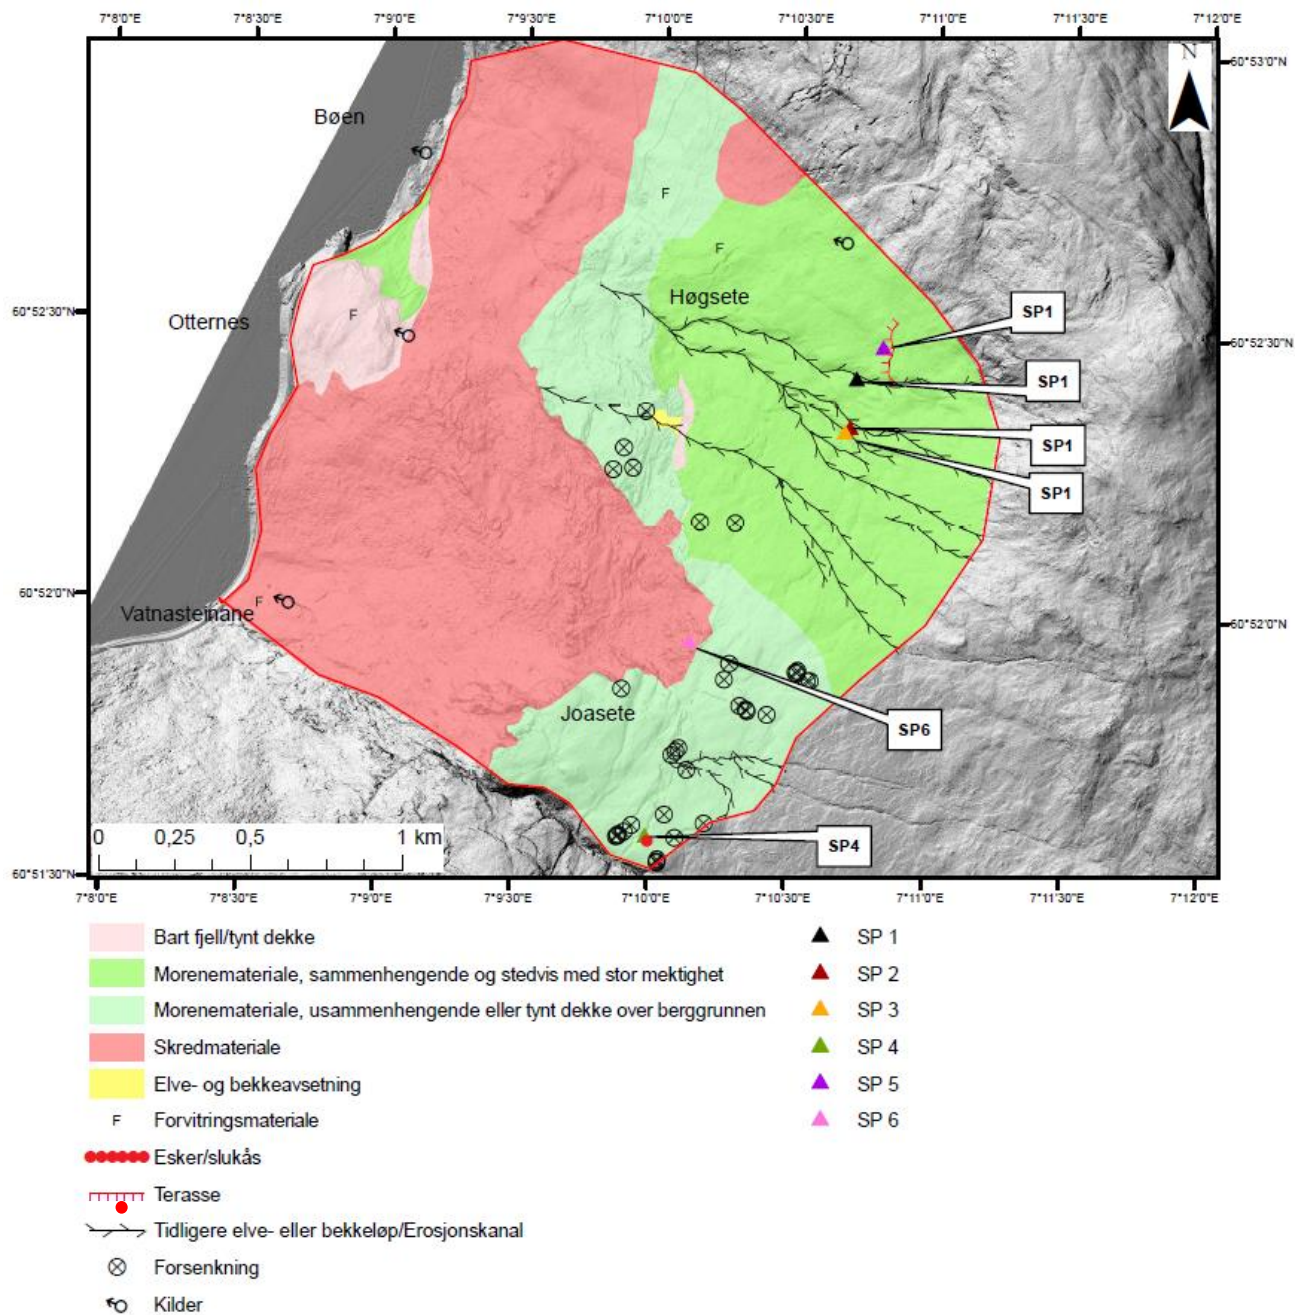 7°8'0"E 7°8'30"E 7°9'0"E 7°9'30"E 7°10'0"E 7°10'30"E 7°11'0"E 7°11'30"E 7°12'0"E
N
60°53'0"N
Bøen
F
F
Høgsete
60°52'30"N
SP1
F
Otternes
60°52'30"N
SP1
SP1
SP1
60°52'0"N
F
Vatnasteinane
60°52'0"N
Joasete
SP6
0 0,25 0,5 1 km
SP4
60°51'30"N
7°8'0"E 7°8'30"E 7°9'0"E 7°9'30"E 7°10'0"E 7°10'30"E 7°11'0"E 7°11'30"E 7°12'0"E
Bart fjell/tynt dekke
Morenemateriale, sammenhengende og stedvis med stor mektighet
Morenemateriale, usammenhengende eller tynt dekke over berggrunnen
Skredmateriale
Elve- og bekkeavsetning
F Forvitringsmateriale
Esker/slukås
Terasse
Tidligere elve- eller bekkeløp/Erosjonskanal
Forsenkning
Kilder
SP 1
SP 2
SP 3
SP 4
SP 5
SP 6